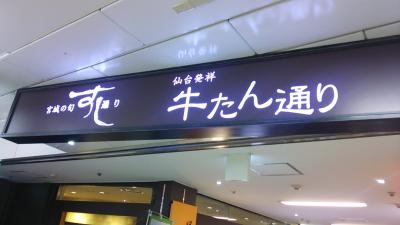 宮城の旬 すし通り
仙台発祥
牛たん通り